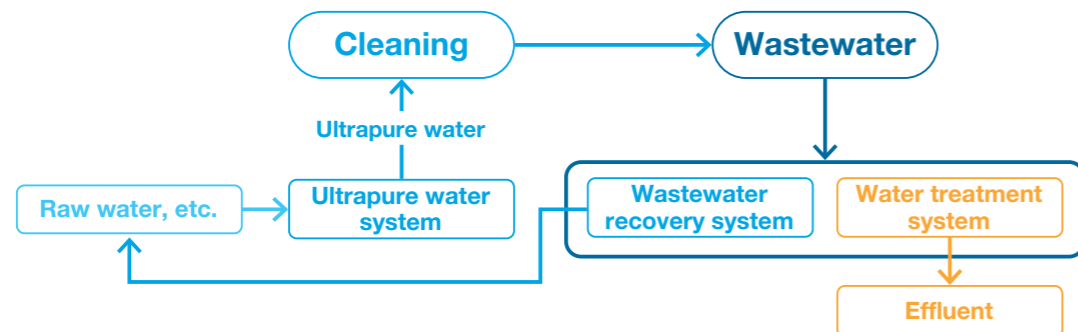 Cleaning
Wastewater
Ultrapure water
Raw water, etc.
Ultrapure water
system
Wastewater
recovery system
Water treatment
system
Effluent